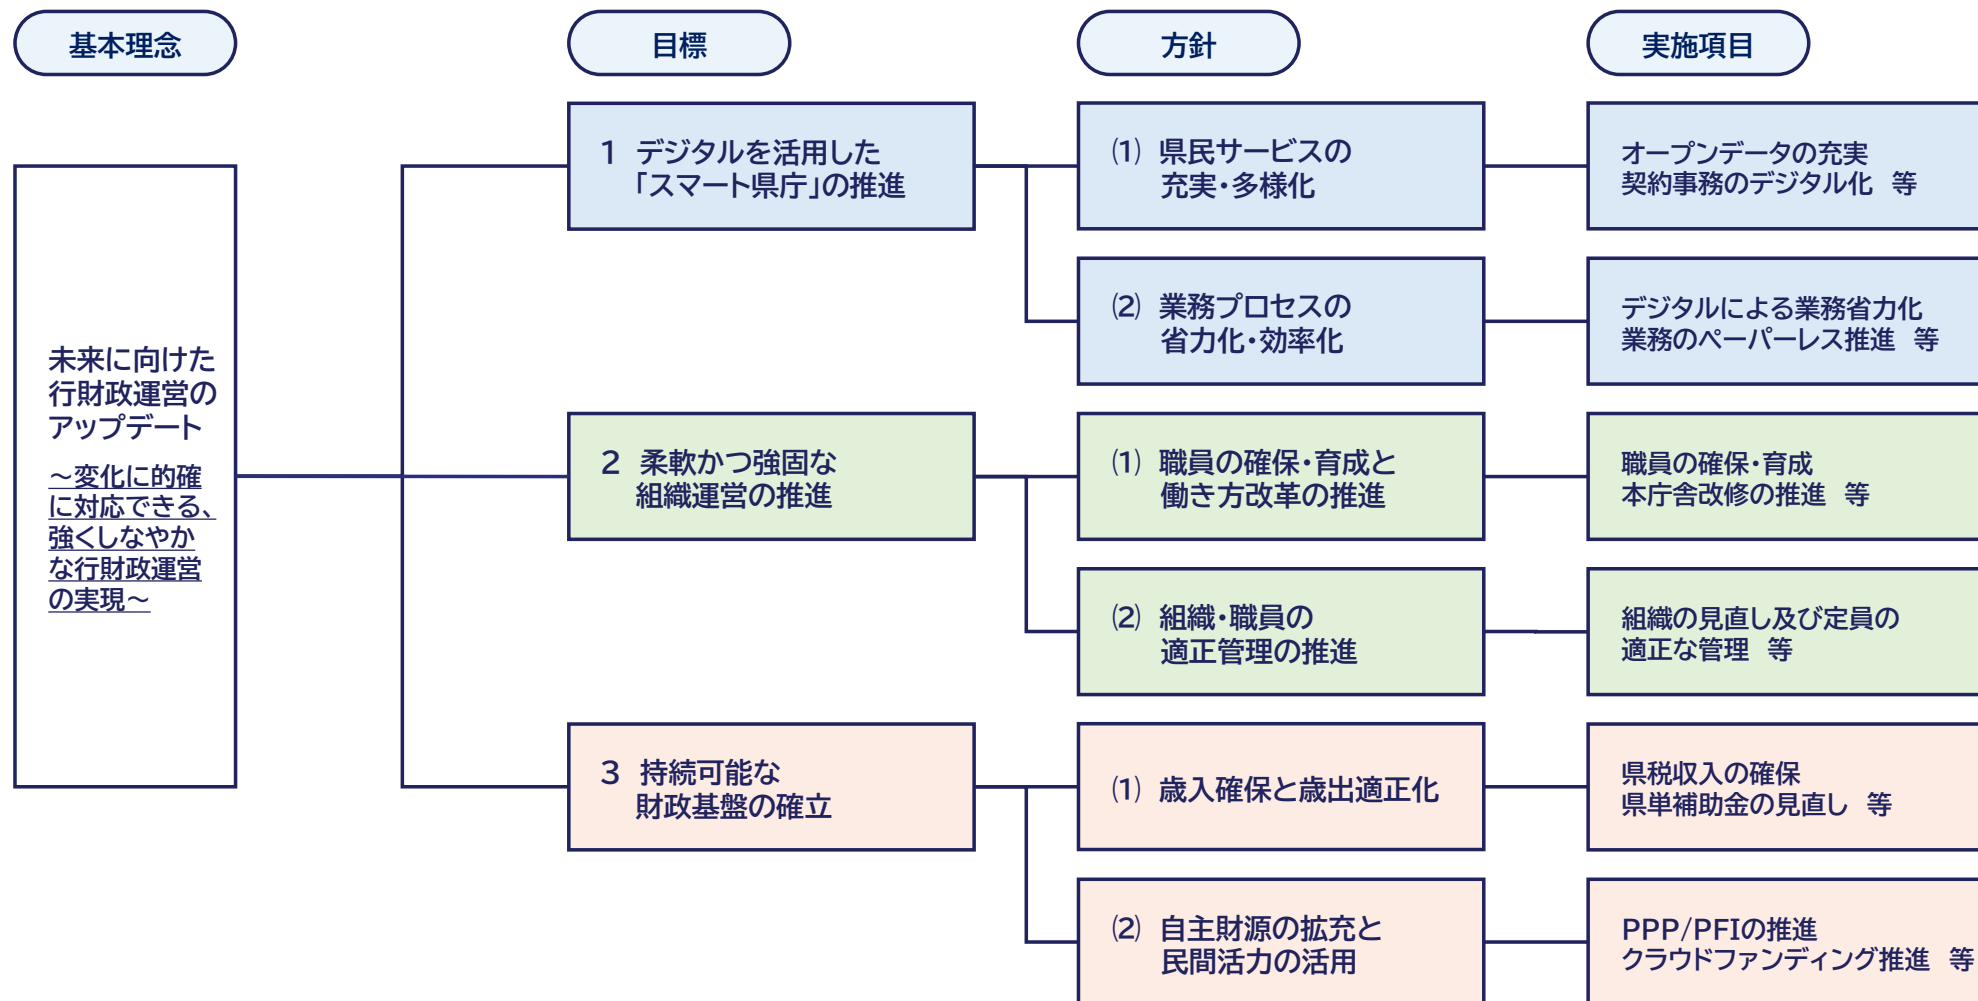 基本理念
目標
方針
実施項目
未来に向けた
行財政運営の
アップデート
～変化に的確
に対応できる、
強くしなやか
な行財政運営
の実現～
1 デジタルを活用した
「スマート県庁」の推進
⑴ 県民サービスの
充実・多様化
オープンデータの充実
契約事務のデジタル化 等
⑵ 業務プロセスの
省力化・効率化
デジタルによる業務省力化
業務のペーパーレス推進 等
2 柔軟かつ強固な
組織運営の推進
⑴ 職員の確保・育成と
働き方改革の推進
職員の確保・育成
本庁舎改修の推進 等
⑵ 組織・職員の
適正管理の推進
組織の見直し及び定員の
適正な管理 等
3 持続可能な
財政基盤の確立
⑴ 歳入確保と歳出適正化
県税収入の確保
県単補助金の見直し 等
⑵ 自主財源の拡充と
民間活力の活用
PPP/PFIの推進
クラウドファンディング推進 等